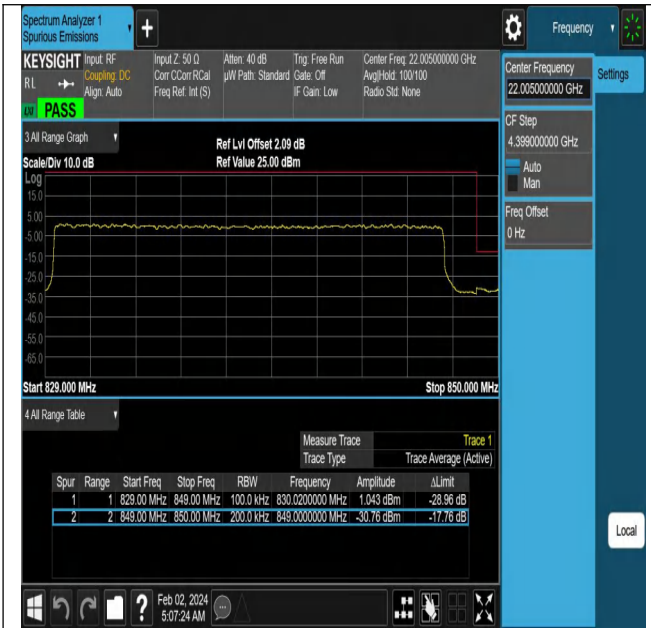 Spectrum Analyzer 1
Spurious Emissions
Frequency
KEYSIGHT Input: RF Input Z: 50 Ω Atten: 40 dB Trig: Free Run Center Freq: 22.005000000 GHz
Coupling: DC Corr CCorr RCal µW Path: Standard Gate: Off Avg|Hold: 100/100
RL Align: Auto Freq Ref: Int (S) IF Gain: Low Radio Std: None
PASS
Center Frequency
22.005000000 GHz
Settings
CF Step
4.399000000 GHz
Auto
Man
Freq Offset
0 Hz
3 All Range Graph
Ref Lvl Offset 2.09 dB
Scale/Div 10.0 dB Ref Value 25.00 dBm
Log
15.0
5.00
-5.00
-15.0
-25.0
-35.0
-45.0
-55.0
-65.0
Start 829.000 MHz Stop 850.000 MHz
4 All Range Table
Measure Trace Trace 1
Trace Type Trace Average (Active)
Spur Range Start Freq Stop Freq RBW Frequency Amplitude ΔLimit
1 1 829.00 MHz 849.00 MHz 100.0 kHz 830.0200000 MHz 1.043 dBm -28.96 dB
2 2 849.00 MHz 850.00 MHz 200.0 kHz 849.0000000 MHz -30.76 dBm -17.76 dB
Local
Feb 02, 2024
5:07:24 AM